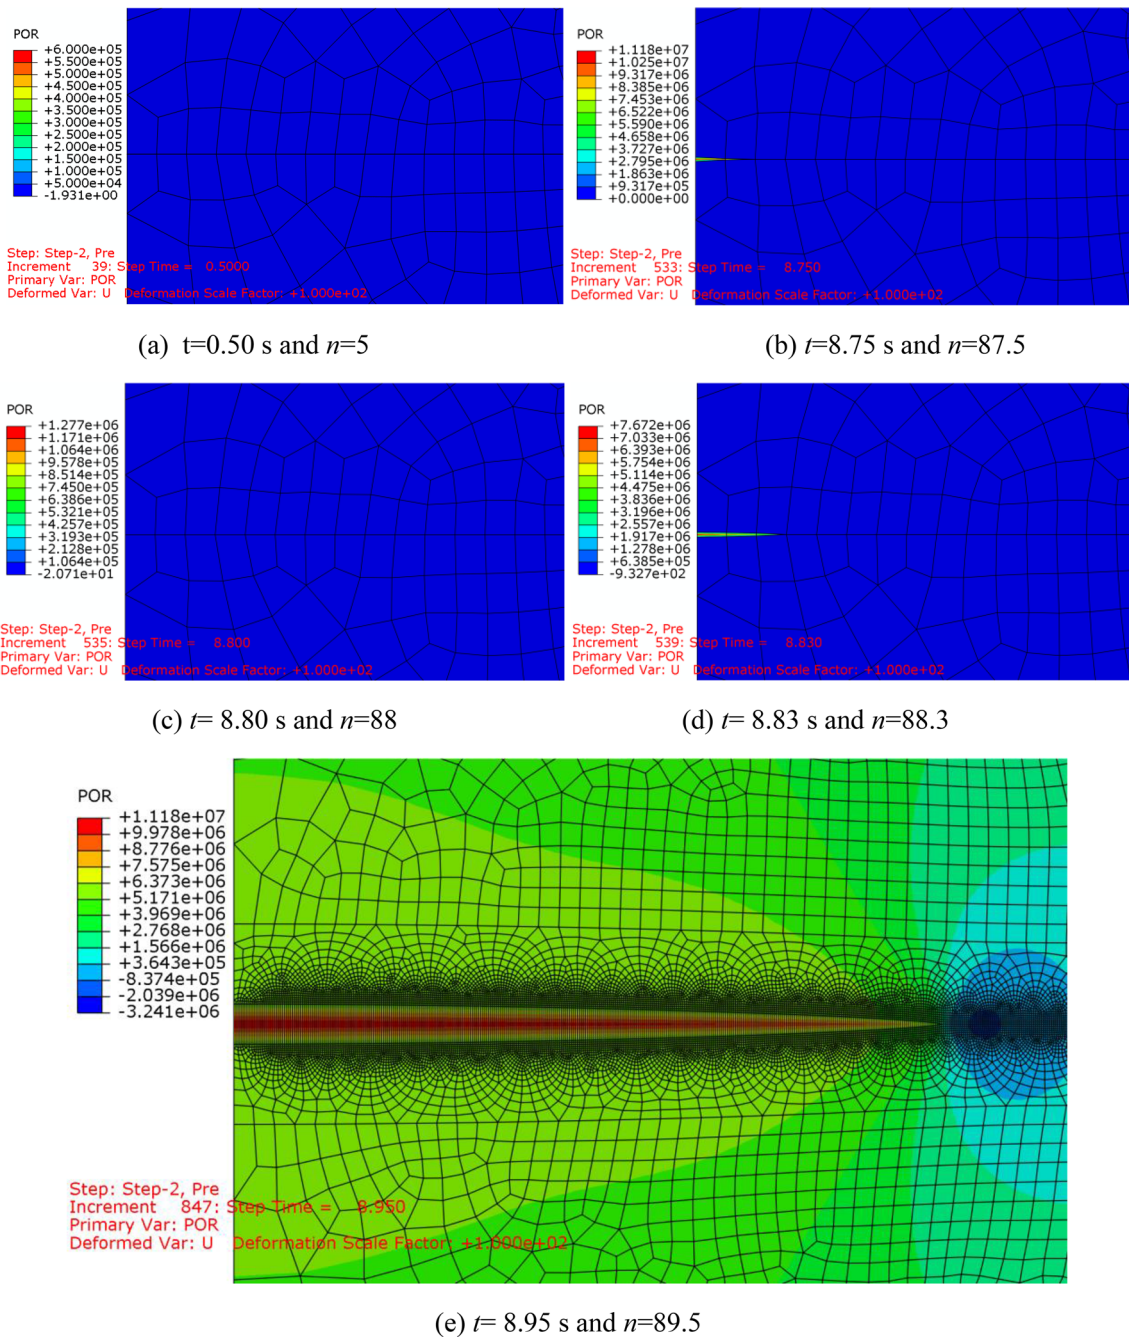 POR
+6.000e+05
+5.500e+05
+5.000e+05
+4.500e+05
+4.000e+05
+3.500e+05
+3.000e+05
+2.500e+05
+2.000e+05
+1.500e+05
+1.000e+05
+5.000e+04
-1.931e+00
Step: Step-2, Pre
Increment 39: Step Time = 0.5000
Primary Var: POR
Deformed Var: U Deformation Scale Factor: +1.000e+02
(a) t=0.50 s and n=5
POR
+1.118e+07
+1.025e+07
+9.317e+06
+8.385e+06
+7.453e+06
+6.522e+06
+5.590e+06
+4.658e+06
+3.727e+06
+2.795e+06
+1.863e+06
+9.317e+05
+0.000e+00
Step: Step-2, Pre
Increment 533: Step Time = 8.750
Primary Var: POR
Deformed Var: U Deformation Scale Factor: +1.000e+02
(b) t=8.75 s and n=87.5
POR
+1.277e+06
+1.171e+06
+1.064e+06
+9.578e+05
+8.514e+05
+7.450e+05
+6.386e+05
+5.321e+05
+4.257e+05
+3.193e+05
+2.128e+05
+1.064e+05
-2.071e+01
Step: Step-2, Pre
Increment 535: Step Time = 8.800
Primary Var: POR
Deformed Var: U Deformation Scale Factor: +1.000e+02
(c) t= 8.80 s and n=88
POR
+7.672e+06
+7.033e+06
+6.393e+06
+5.754e+06
+5.114e+06
+4.475e+06
+3.836e+06
+3.196e+06
+2.557e+06
+1.917e+06
+1.278e+06
+6.385e+05
-9.327e+02
Step: Step-2, Pre
Increment 539: Step Time = 8.830
Primary Var: POR
Deformed Var: U Deformation Scale Factor: +1.000e+02
(d) t= 8.83 s and n=88.3
POR
+1.118e+07
+9.978e+06
+8.776e+06
+7.575e+06
+6.373e+06
+5.171e+06
+3.969e+06
+2.768e+06
+1.566e+06
+3.643e+05
-8.374e+05
-2.039e+06
-3.241e+06
Step: Step-2, Pre
Increment 847: Step Time = 8.950
Primary Var: POR
Deformed Var: U Deformation Scale Factor: +1.000e+02
(e) t= 8.95 s and n=89.5